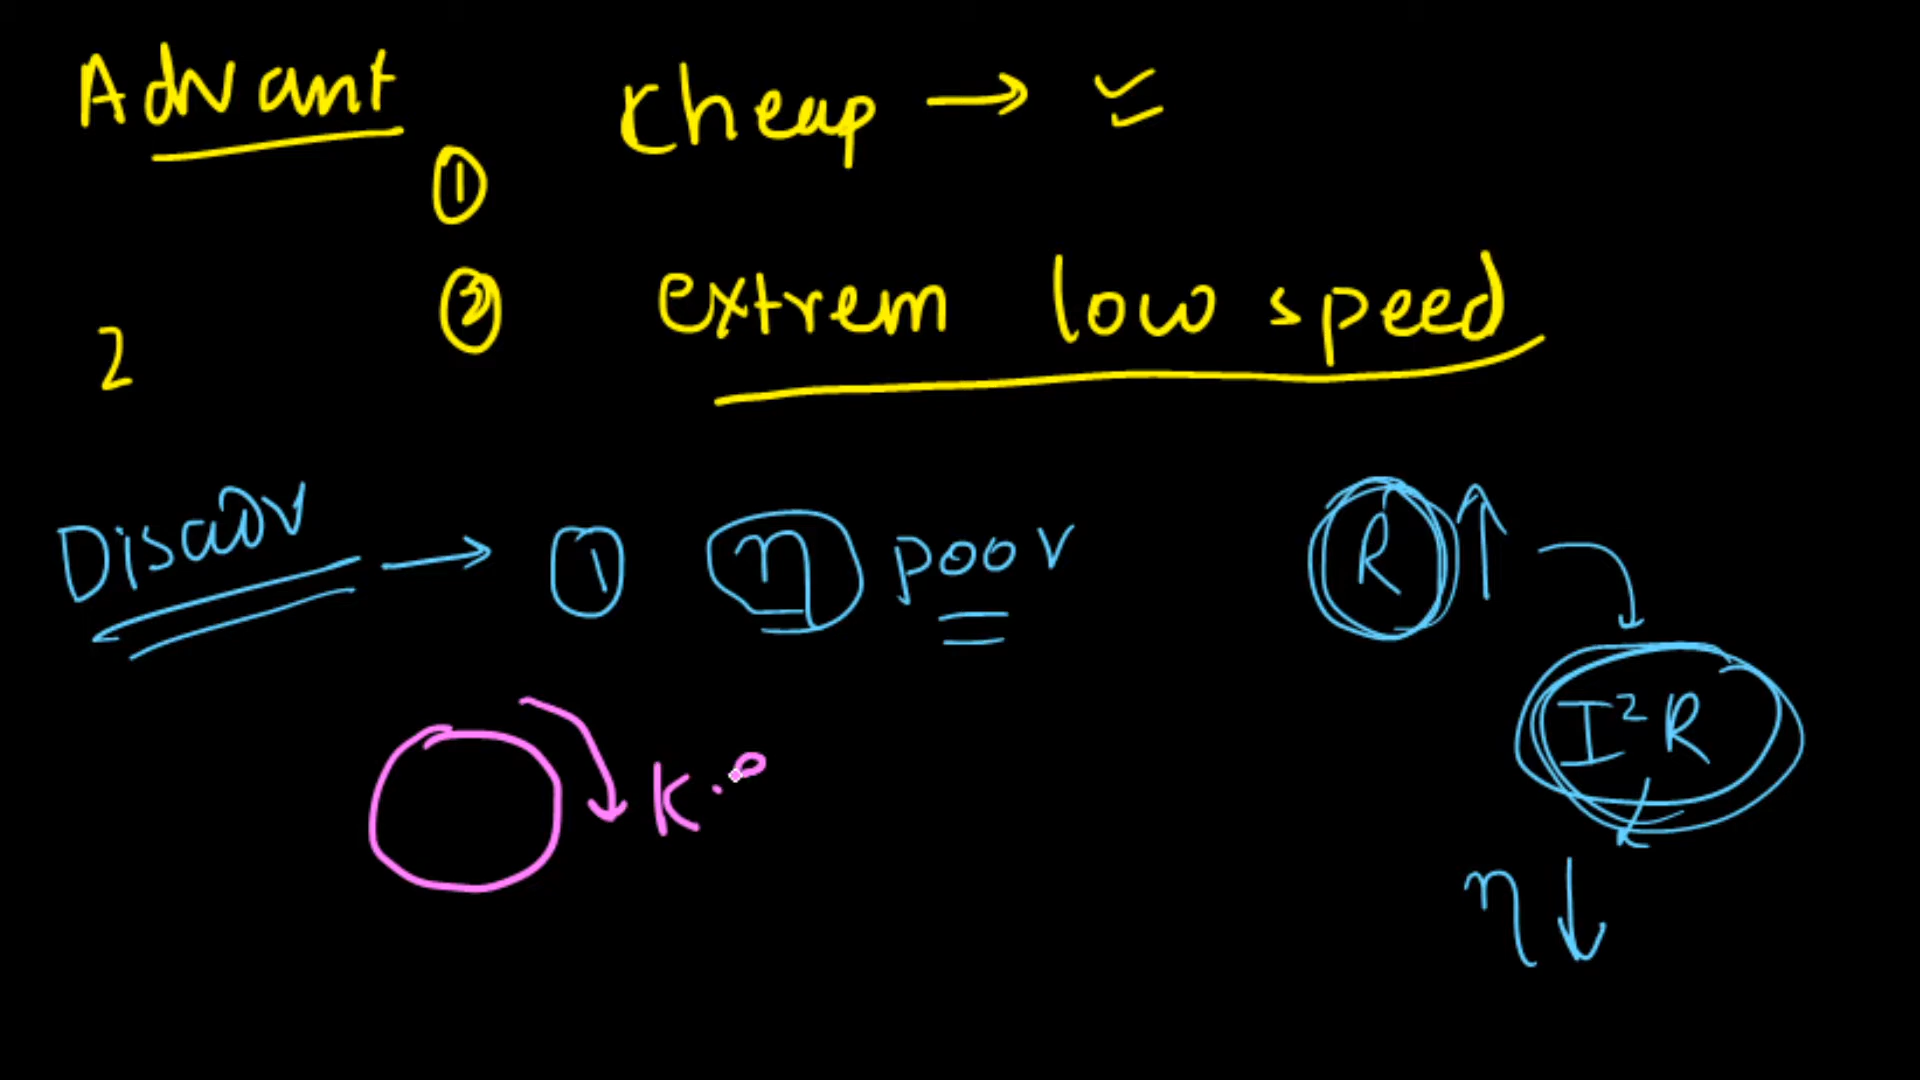 Advant cheap →
①
② extrem low speed
2
Disadv → ① η poor R ↑
I²R
K.
η ↓